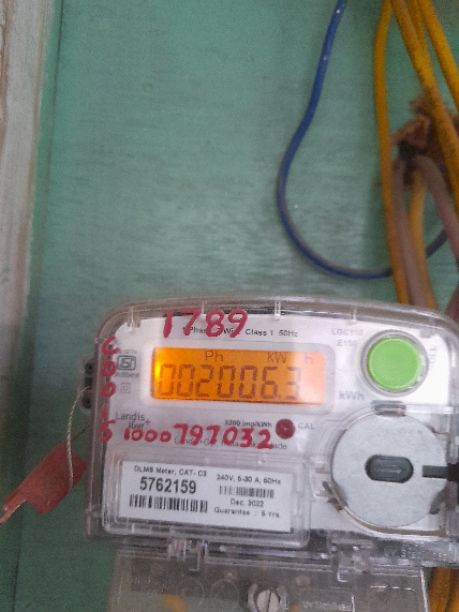 1789
Class 1 50Hz
Ph kW h
002006.3
kWh
Landis
3200 imp/kWh CAL
1000797032
DLMS Meter, CAT- C3
5762159
240V, 5-30 A, 50Hz
Dec, 2022
Guarantee : 5 Yrs